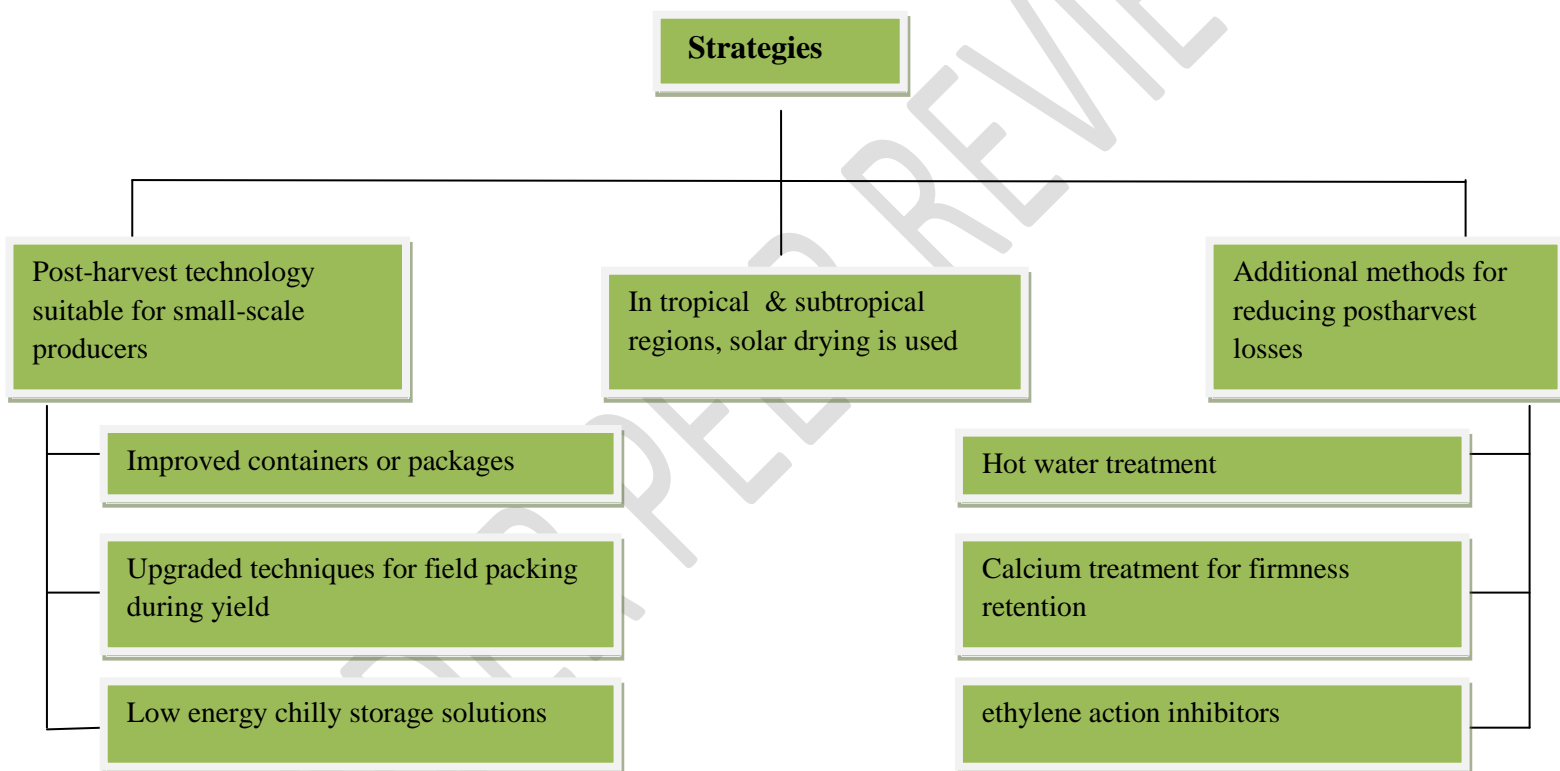 Strategies
Post-harvest technology
suitable for small-scale
producers
In tropical & subtropical
regions, solar drying is used
Additional methods for
reducing postharvest
losses
Improved containers or packages
Hot water treatment
Upgraded techniques for field packing
during yield
Calcium treatment for firmness
retention
Low energy chilly storage solutions
ethylene action inhibitors